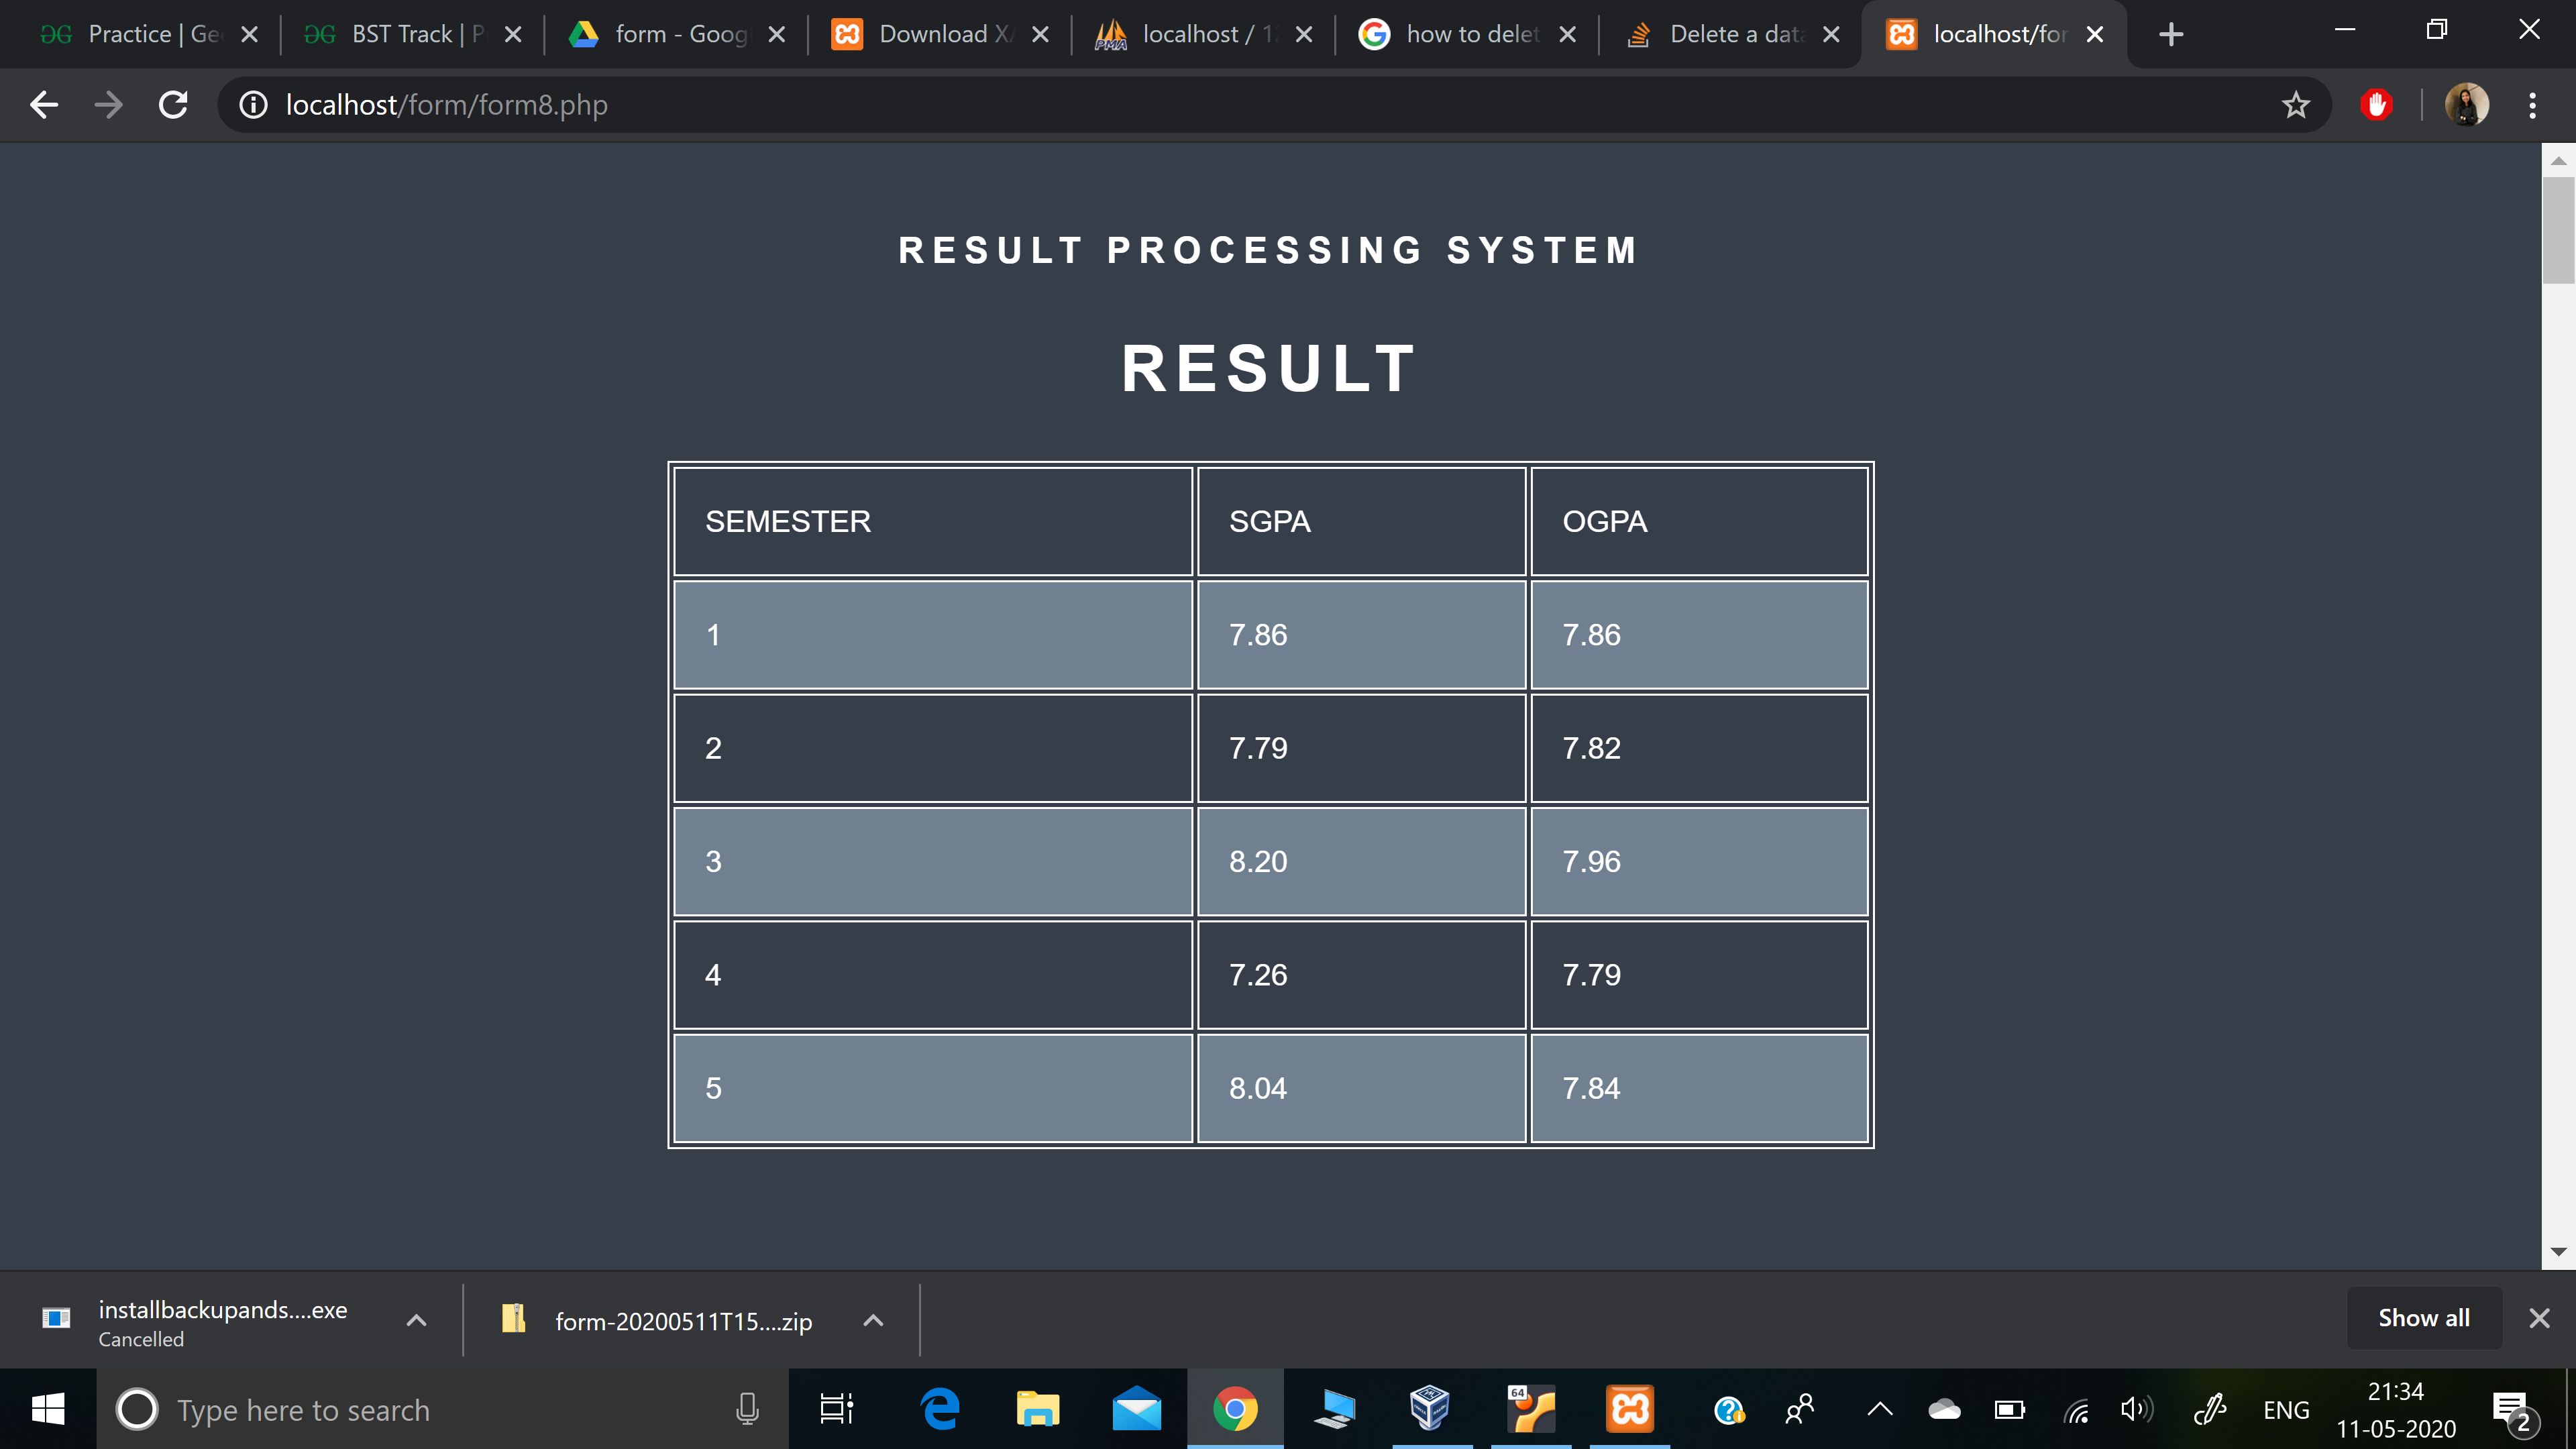 Practice | Ge
BST Track | P
form - Goog
Download X
localhost / 1
how to delet
Delete a data
localhost/for
localhost/form/form8.php
RESULT PROCESSING SYSTEM
RESULT
SEMESTER SGPA OGPA
1 7.86 7.86
2 7.79 7.82
3 8.20 7.96
4 7.26 7.79
5 8.04 7.84
installbackupands....exe
Cancelled
form-20200511T15....zip
Show all
Type here to search
64
ENG
21:34
11-05-2020
2